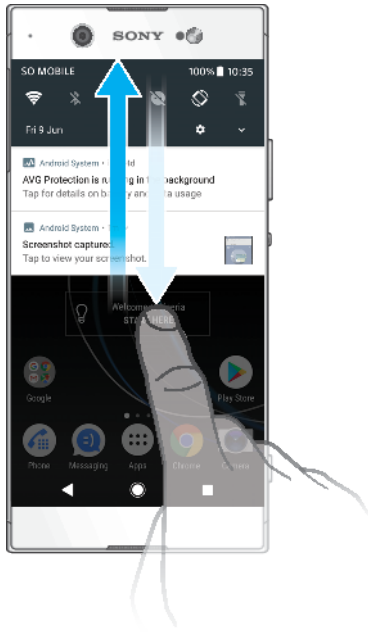 SONY
SO MOBILE 100% 10:35
Fri 9 Jun
Android System •
AVG Protection is running in the background
Tap for details on battery and data usage
Android System •
Screenshot captured.
Tap to view your screenshot.
Welcome
Google Play Store
Phone Messaging Apps Chrome Camera